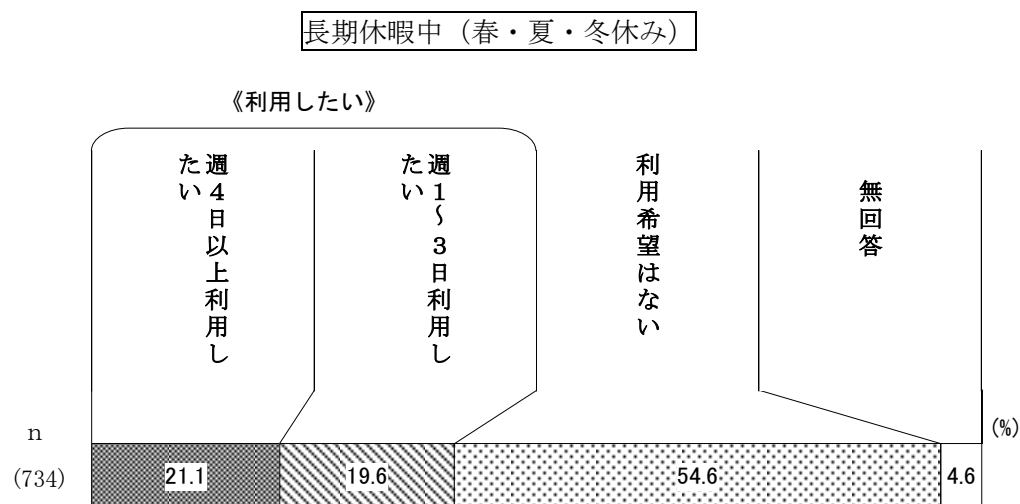 長期休暇中（春・夏・冬休み）
《利用したい》
週４日以上利用し
たい
週１～３日利用し
たい
利用希望はない
無回答
(%)
n
(734)
21.1
19.6
54.6
4.6